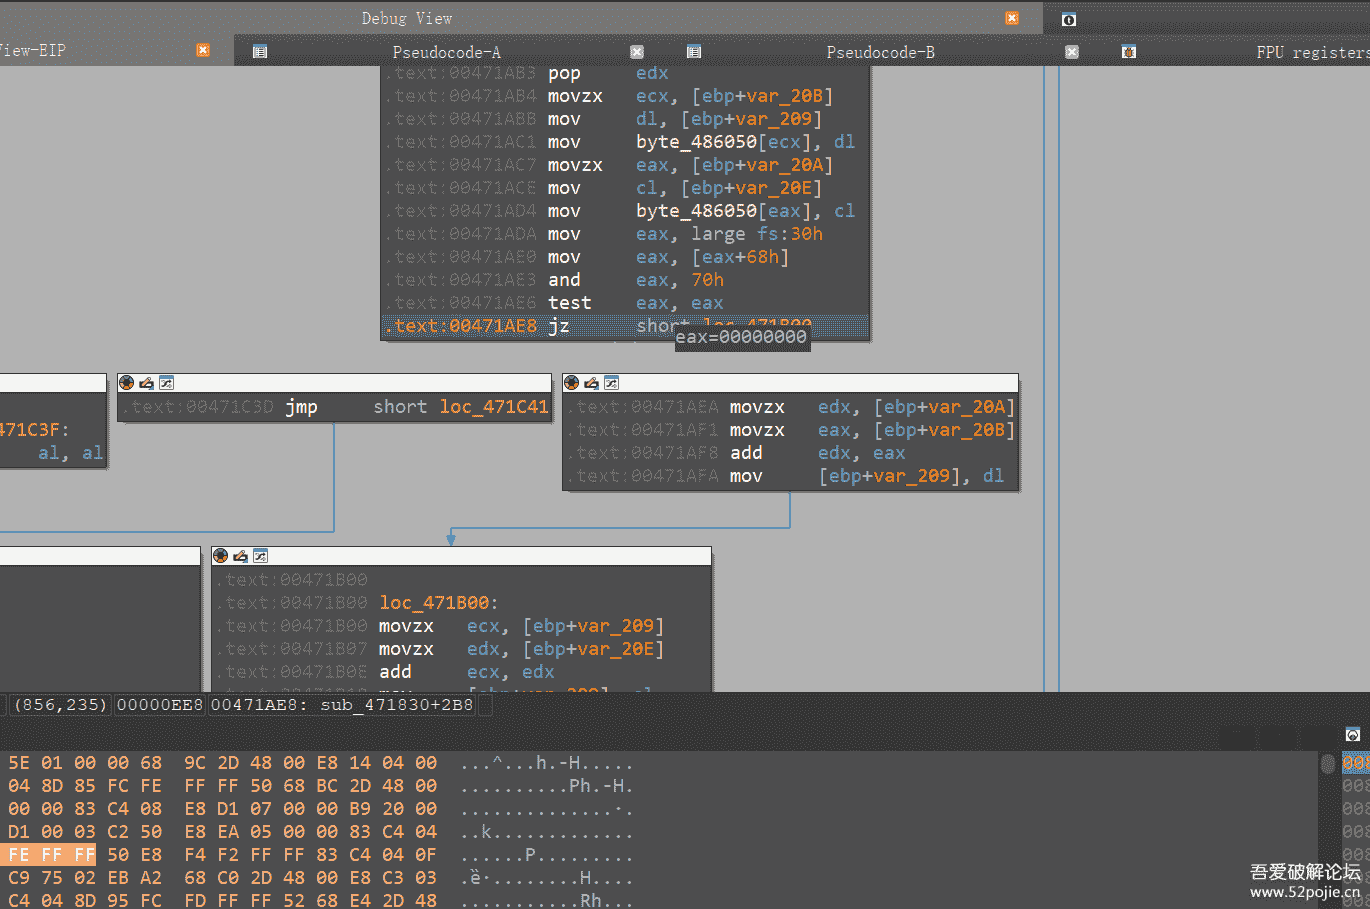 Debug View
View-EIP
Pseudocode-A
Pseudocode-B
FPU registers
.text:00471AB3 pop edx
.text:00471AB4 movzx ecx, [ebp+var_20B]
.text:00471ABB mov dl, [ebp+var_209]
.text:00471AC1 mov byte_486050[ecx], dl
.text:00471AC7 movzx eax, [ebp+var_20A]
.text:00471ACE mov cl, [ebp+var_20E]
.text:00471AD4 mov byte_486050[eax], cl
.text:00471ADA mov eax, large fs:30h
.text:00471AE0 mov eax, [eax+68h]
.text:00471AE3 and eax, 70h
.text:00471AE6 test eax, eax
.text:00471AE8 jz short loc_471B00
eax=00000000
471C3F:
al, al
.text:00471C3D jmp short loc_471C41
.text:00471AEA movzx edx, [ebp+var_20A]
.text:00471AF1 movzx eax, [ebp+var_20B]
.text:00471AF8 add edx, eax
.text:00471AFA mov [ebp+var_209], dl
.text:00471B00
.text:00471B00 loc_471B00:
.text:00471B00 movzx ecx, [ebp+var_209]
.text:00471B07 movzx edx, [ebp+var_20E]
.text:00471B0E add ecx, edx
(856,235) 00000EE8 00471AE8: sub_471830+2B8
5E 01 00 00 68 9C 2D 48 00 E8 14 04 00 ...^...h.-H.....
04 8D 85 FC FE FF FF 50 68 BC 2D 48 00 ..........Ph.-H.
00 00 83 C4 08 E8 D1 07 00 00 B9 20 00 ..............·.
D1 00 03 C2 50 E8 EA 05 00 00 83 C4 04 ..k.............
FE FF FF 50 E8 F4 F2 FF FF 83 C4 04 0F ......P.........
C9 75 02 EB A2 68 C0 2D 48 00 E8 C3 03 .ȅ·........H....
C4 04 8D 95 FC FD FF FF 52 68 E4 2D 48 ...........Rh...
吾爱破解论坛
www.52pojie.cn